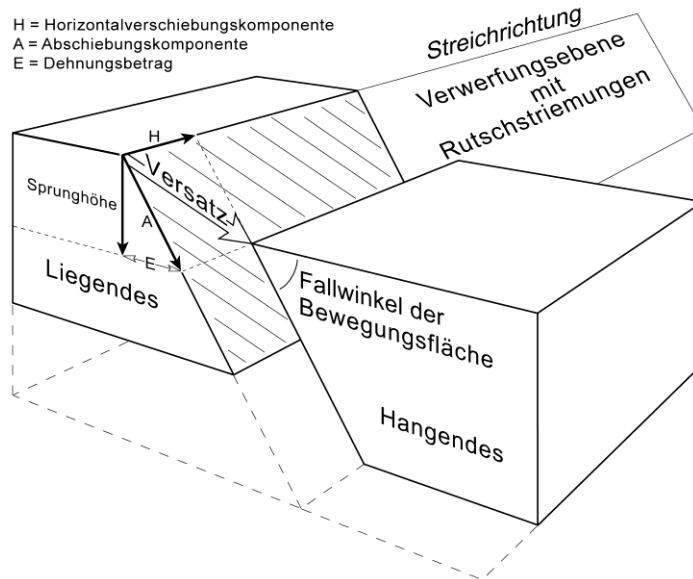 H = Horizontalverschiebungskomponente
A = Abschiebungskomponente
E = Dehnungsbetrag
Streichrichtung
Verwerfungsebene
mit
Rutschstriemungen
H
Versatz
Sprunghöhe
A
E
Liegendes
Fallwinkel der
Bewegungsfläche
Hangendes